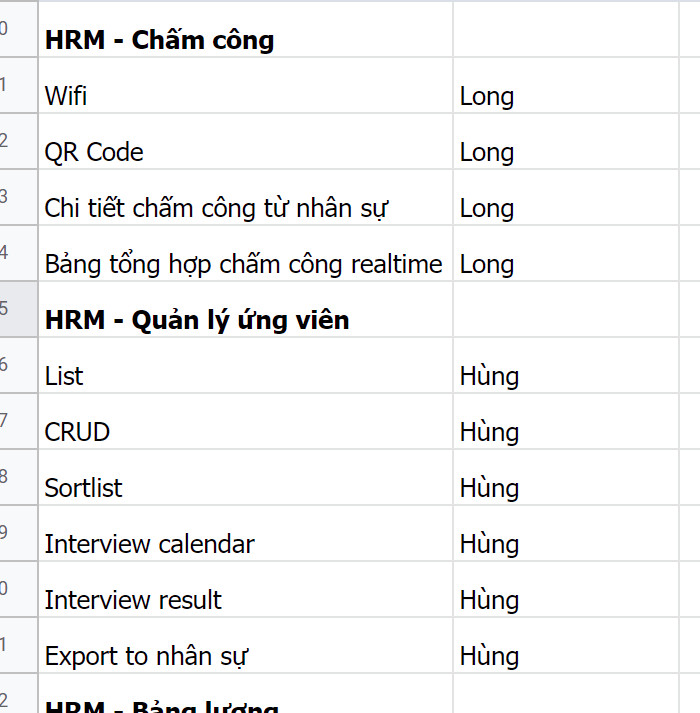 0 HRM - Chấm công
1 Wifi Long
2 QR Code Long
3 Chi tiết chấm công từ nhân sự Long
4 Bảng tổng hợp chấm công realtime Long
5 HRM - Quản lý ứng viên
6 List Hùng
7 CRUD Hùng
8 Sortlist Hùng
9 Interview calendar Hùng
0 Interview result Hùng
1 Export to nhân sự Hùng
2 HRM - Bảng lương